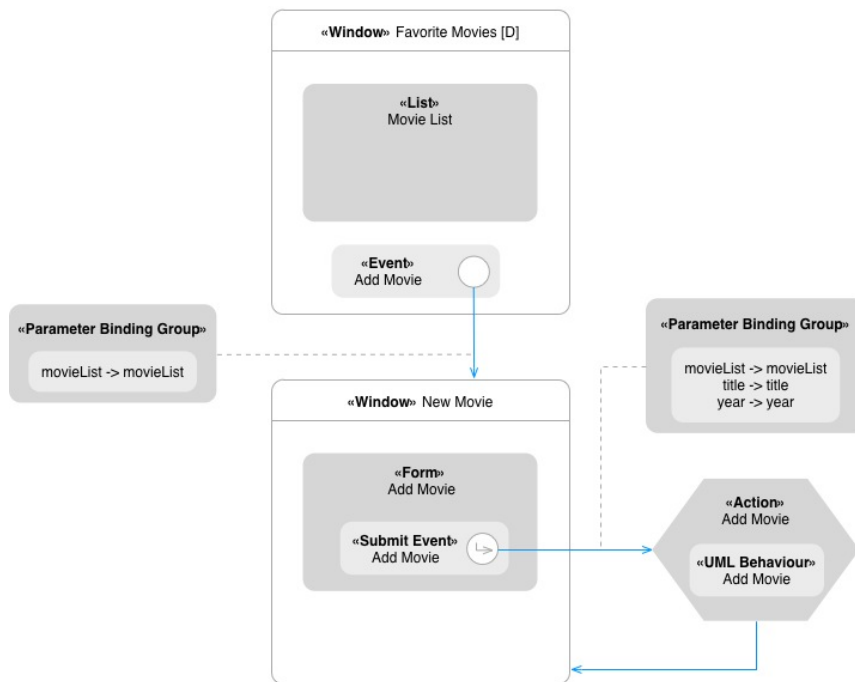 «Window» Favorite Movies [D]
«List»
Movie List
«Event»
Add Movie
«Parameter Binding Group»
movieList -> movieList
«Parameter Binding Group»
movieList -> movieList
title -> title
year -> year
«Window» New Movie
«Form»
Add Movie
«Submit Event»
Add Movie
«Action»
Add Movie
«UML Behaviour»
Add Movie